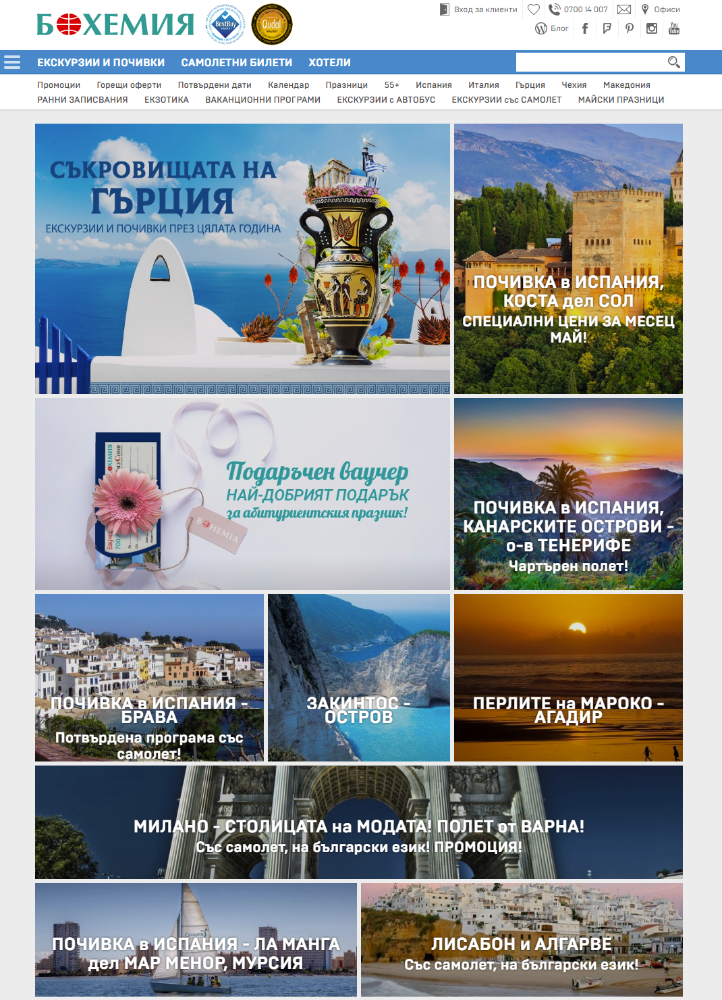 БОХЕМИЯ
BestBuy
Qudal
Вход за клиенти
0700 14 007
Офиси
Блог
You Tube
ЕКСКУРЗИИ И ПОЧИВКИ САМОЛЕТНИ БИЛЕТИ ХОТЕЛИ
Промоции Горещи оферти Потвърдени дати Календар Празници 55+ Испания Италия Гърция Чехия Македония
РАННИ ЗАПИСВАНИЯ ЕКЗОТИКА ВАКАНЦИОННИ ПРОГРАМИ ЕКСКУРЗИИ с АВТОБУС ЕКСКУРЗИИ със САМОЛЕТ МАЙСКИ ПРАЗНИЦИ
СЪКРОВИЩАТА НА
ГЪРЦИЯ
ЕКСКУРЗИИ И ПОЧИВКИ ПРЕЗ ЦЯЛАТА ГОДИНА
ПОЧИВКА в ИСПАНИЯ,
КОСТА дел СОЛ
СПЕЦИАЛНИ ЦЕНИ ЗА МЕСЕЦ
МАЙ!
БОХЕМИЯ
Подаръчен ваучер
НАЙ-ДОБРИЯТ ПОДАРЪК
за абитуриентския празник!
BOHEMIA
ПОЧИВКА в ИСПАНИЯ,
КАНАРСКИТЕ ОСТРОВИ -
о-в ТЕНЕРИФЕ
Чартърен полет!
ПОЧИВКА в ИСПАНИЯ -
БРАВА
Потвърдена програма със
самолет!
ЗАКИНТОС -
ОСТРОВ
ПЕРЛИТЕ на МАРОКО -
АГАДИР
МИЛАНО - СТОЛИЦАТА на МОДАТА! ПОЛЕТ от ВАРНА!
Със самолет, на български език! ПРОМОЦИЯ!
ПОЧИВКА в ИСПАНИЯ - ЛА МАНГА
дел МАР МЕНОР, МУРСИЯ
ЛИСАБОН и АЛГАРВЕ
Със самолет, на български език!